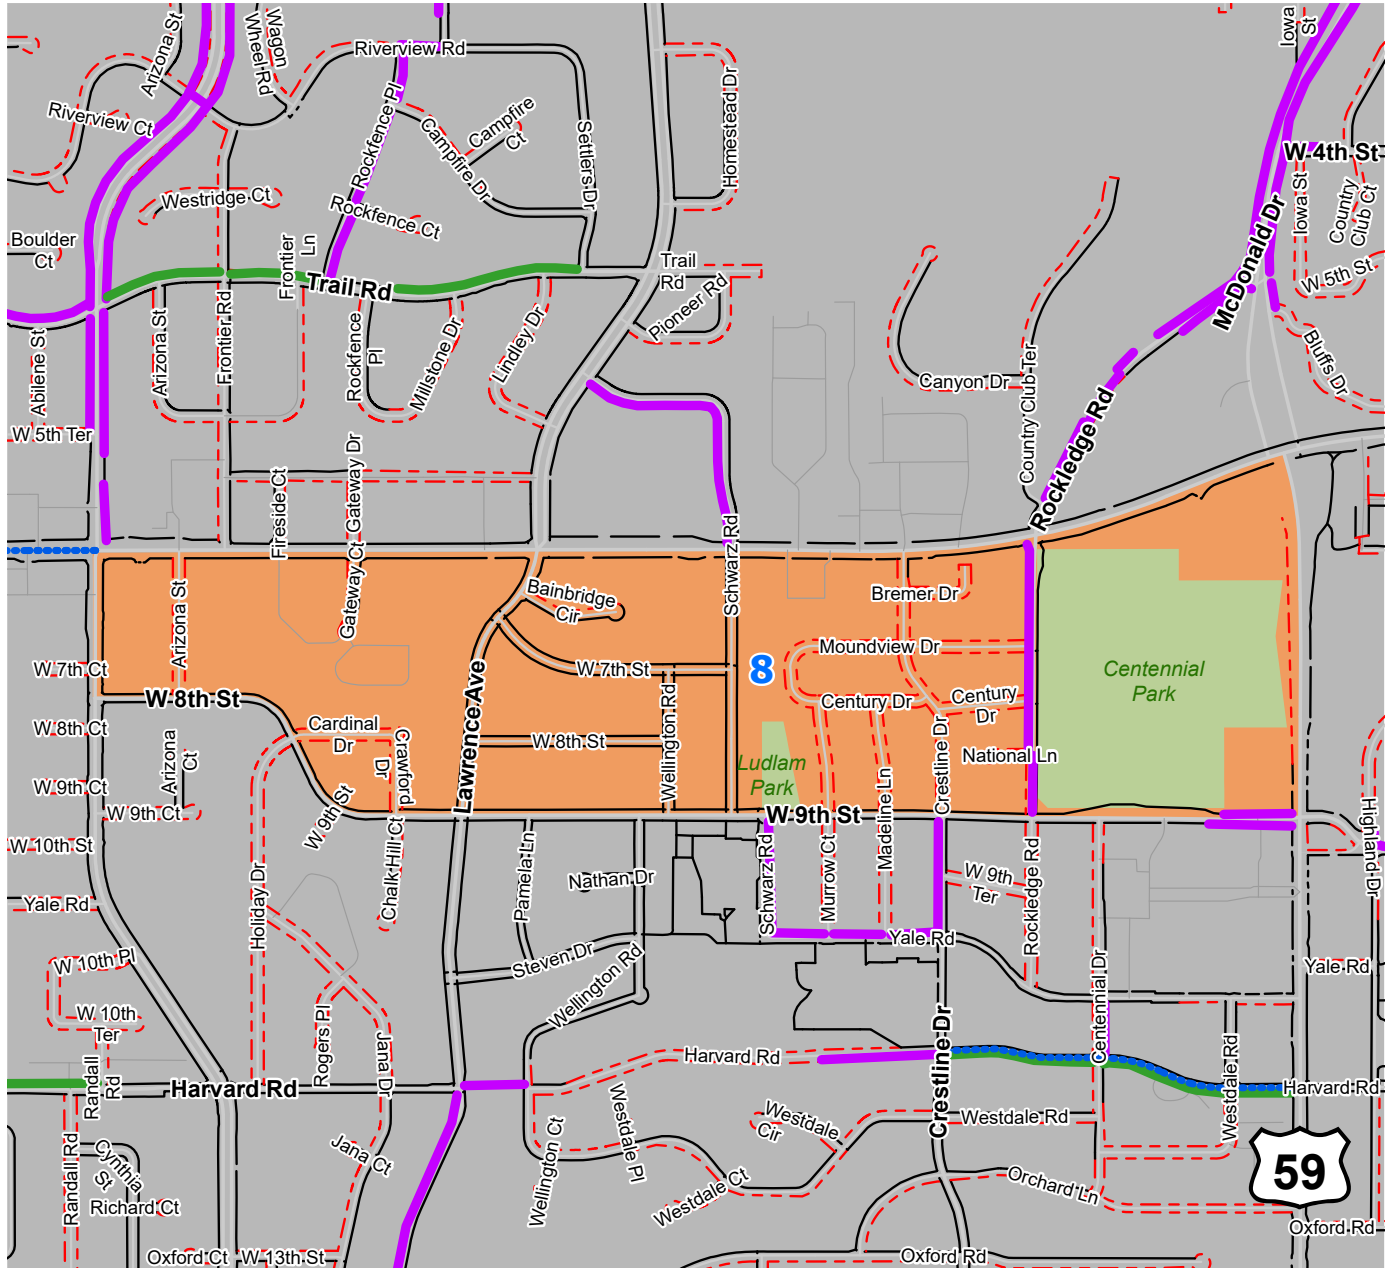 Arizona St
Wagon
Wheel Rd
Riverview Rd
Iowa
St
Riverview Ct
Rockfence Pl
Campfire
Ct
Campfire Dr
Settlers Dr
Homestead Dr
W 4th St
Westridge Ct
Rockfence Ct
Iowa St
Country
Club Ct
Boulder
Ct
Frontier
Ln
Trail Rd
Trail
Rd
Pioneer Rd
McDonald Dr
W 5th St
Abilene St
Arizona St
Frontier Rd
Rockfence
Pl
Millstone Dr
Lindley Dr
Canyon Dr
Country Club Ter
Bluffs Dr
W 5th Ter
Rockledge Rd
Fireside Ct
Gateway Dr
Gateway Ct
Schwarz Rd
Arizona St
Bainbridge
Cir
Bremer Dr
W 7th Ct
W 7th St
8
Moundview Dr
Centennial
Park
W 8th St
Lawrence Ave
Wellington Rd
Century Dr
Century
Dr
W 8th Ct
Arizona
Ct
Cardinal
Dr
Crawford
Dr
W 8th St
Ludlam
Park
Crestline Dr
National Ln
W 9th Ct
W 9th Ct
W 9th St
W 9th St
Madeline Ln
Murrow Ct
Highland Dr
W 10th St
Holiday Dr
Chalk Hill Ct
Pamela Ln
Nathan Dr
Schwarz Rd
W 9th
Ter
Rockledge Rd
Yale Rd
Yale Rd
W 10th Pl
Steven Dr
Wellington Rd
Centennial Dr
Yale Rd
W 10th
Ter
Rogers Pl
Jana Dr
Crestline Dr
Harvard Rd
Westdale Rd
Randall
Rd
Harvard Rd
Harvard Rd
Westdale Pl
Westdale
Cir
Westdale Rd
Randall Rd
Cynthia
St
Jana Ct
Wellington Ct
Westdale Ct
Orchard Ln
59
Richard Ct
Oxford Rd
Oxford Ct
W 13th St
Oxford Rd